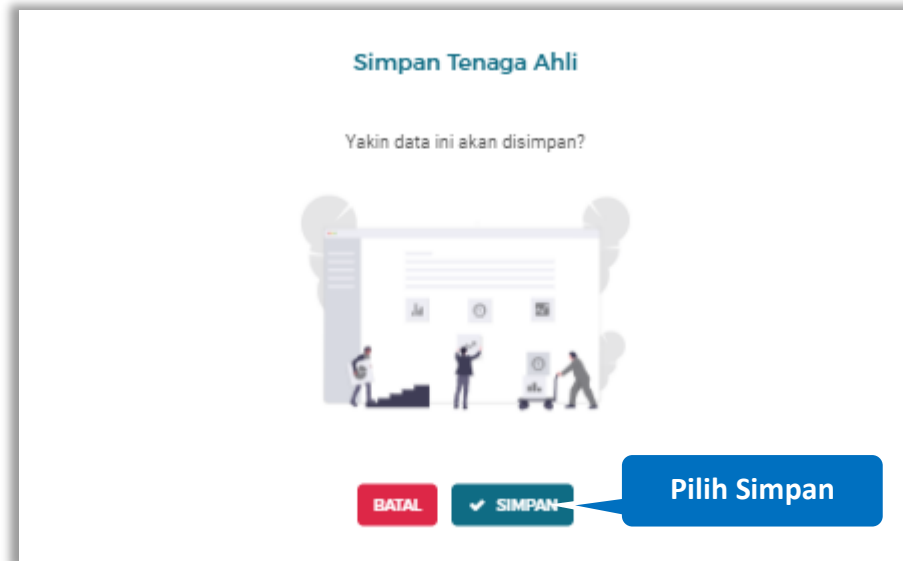 Simpan Tenaga Ahli
Yakin data ini akan disimpan?
BATAL
SIMPAN
Pilih Simpan